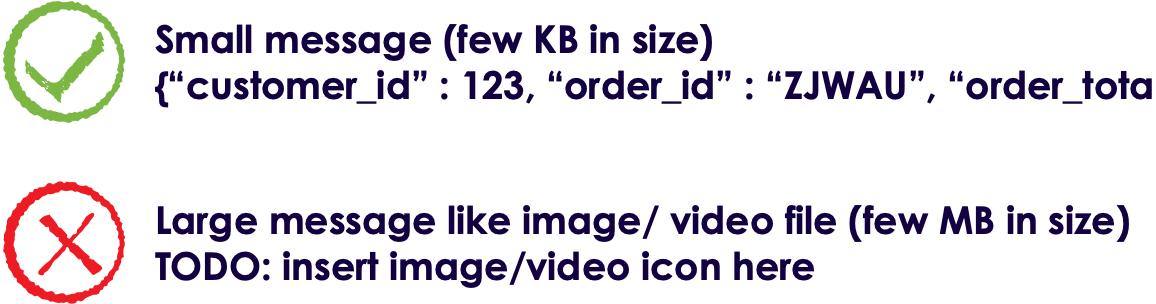 Small message (few KB in size)
{“customer_id” : 123, “order_id” : “ZJWAU”, “order_tota
Large message like image/ video file (few MB in size)
TODO: insert image/video icon here